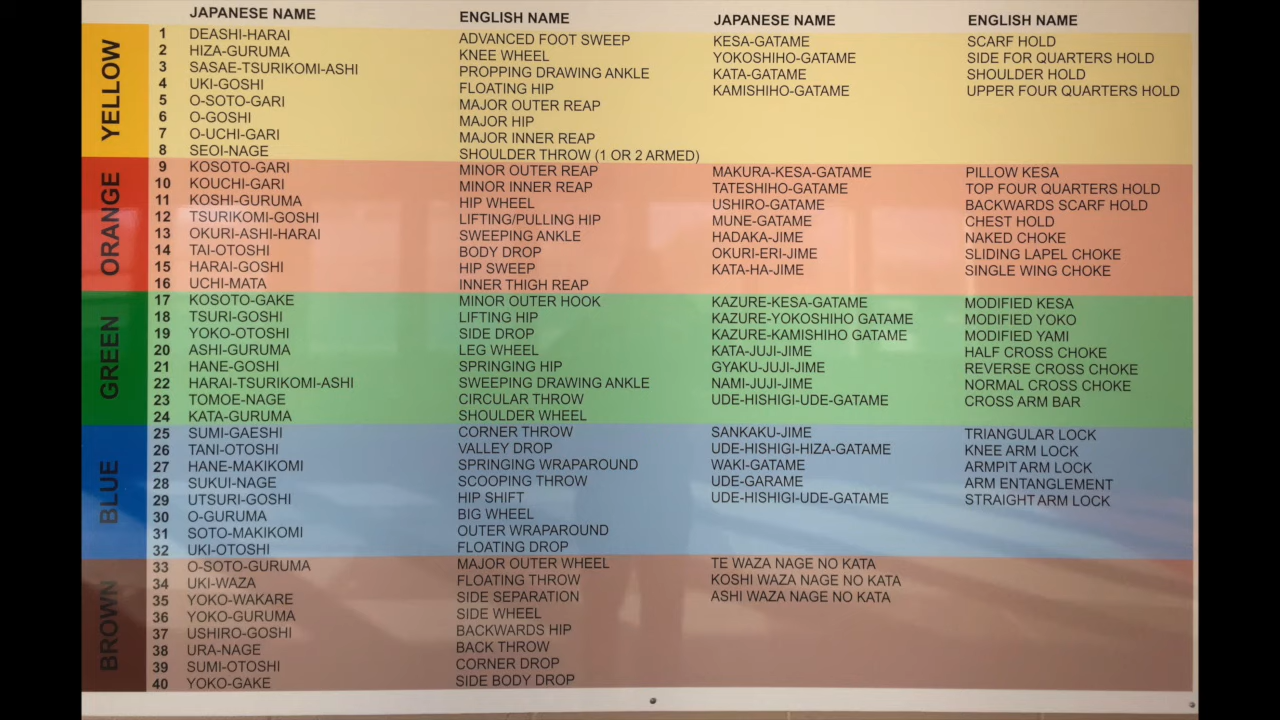 JAPANESE NAME ENGLISH NAME JAPANESE NAME ENGLISH NAME
YELLOW
1 DEASHI-HARAI ADVANCED FOOT SWEEP KESA-GATAME SCARF HOLD
2 HIZA-GURUMA KNEE WHEEL YOKOSHIHO-GATAME SIDE FOR QUARTERS HOLD
3 SASAE-TSURIKOMI-ASHI PROPPING DRAWING ANKLE KATA-GATAME SHOULDER HOLD
4 UKI-GOSHI FLOATING HIP KAMISHIHO-GATAME UPPER FOUR QUARTERS HOLD
5 O-SOTO-GARI MAJOR OUTER REAP
6 O-GOSHI MAJOR HIP
7 O-UCHI-GARI MAJOR INNER REAP
8 SEOI-NAGE SHOULDER THROW (1 OR 2 ARMED)
ORANGE
9 KOSOTO-GARI MINOR OUTER REAP MAKURA-KESA-GATAME PILLOW KESA
10 KOUCHI-GARI MINOR INNER REAP TATESHIHO-GATAME TOP FOUR QUARTERS HOLD
11 KOSHI-GURUMA HIP WHEEL USHIRO-GATAME BACKWARDS SCARF HOLD
12 TSURIKOMI-GOSHI LIFTING/PULLING HIP MUNE-GATAME CHEST HOLD
13 OKURI-ASHI-HARAI SWEEPING ANKLE HADAKA-JIME NAKED CHOKE
14 TAI-OTOSHI BODY DROP OKURI-ERI-JIME SLIDING LAPEL CHOKE
15 HARAI-GOSHI HIP SWEEP KATA-HA-JIME SINGLE WING CHOKE
16 UCHI-MATA INNER THIGH REAP
GREEN
17 KOSOTO-GAKE MINOR OUTER HOOK KAZURE-KESA-GATAME MODIFIED KESA
18 TSURI-GOSHI LIFTING HIP KAZURE-YOKOSHIHO GATAME MODIFIED YOKO
19 YOKO-OTOSHI SIDE DROP KAZURE-KAMISHIHO GATAME MODIFIED YAMI
20 ASHI-GURUMA LEG WHEEL KATA-JUJI-JIME HALF CROSS CHOKE
21 HANE-GOSHI SPRINGING HIP GYAKU-JUJI-JIME REVERSE CROSS CHOKE
22 HARAI-TSURIKOMI-ASHI SWEEPING DRAWING ANKLE NAMI-JUJI-JIME NORMAL CROSS CHOKE
23 TOMOE-NAGE CIRCULAR THROW UDE-HISHIGI-UDE-GATAME CROSS ARM BAR
24 KATA-GURUMA SHOULDER WHEEL
BLUE
25 SUMI-GAESHI CORNER THROW SANKAKU-JIME TRIANGULAR LOCK
26 TANI-OTOSHI VALLEY DROP UDE-HISHIGI-HIZA-GATAME KNEE ARM LOCK
27 HANE-MAKIKOMI SPRINGING WRAPAROUND WAKI-GATAME ARMPIT ARM LOCK
28 SUKUI-NAGE SCOOPING THROW UDE-GARAME ARM ENTANGLEMENT
29 UTSURI-GOSHI HIP SHIFT UDE-HISHIGI-UDE-GATAME STRAIGHT ARM LOCK
30 O-GURUMA BIG WHEEL
31 SOTO-MAKIKOMI OUTER WRAPAROUND
32 UKI-OTOSHI FLOATING DROP
BROWN
33 O-SOTO-GURUMA MAJOR OUTER WHEEL TE WAZA NAGE NO KATA
34 UKI-WAZA FLOATING THROW KOSHI WAZA NAGE NO KATA
35 YOKO-WAKARE SIDE SEPARATION ASHI WAZA NAGE NO KATA
36 YOKO-GURUMA SIDE WHEEL
37 USHIRO-GOSHI BACKWARDS HIP
38 URA-NAGE BACK THROW
39 SUMI-OTOSHI CORNER DROP
40 YOKO-GAKE SIDE BODY DROP